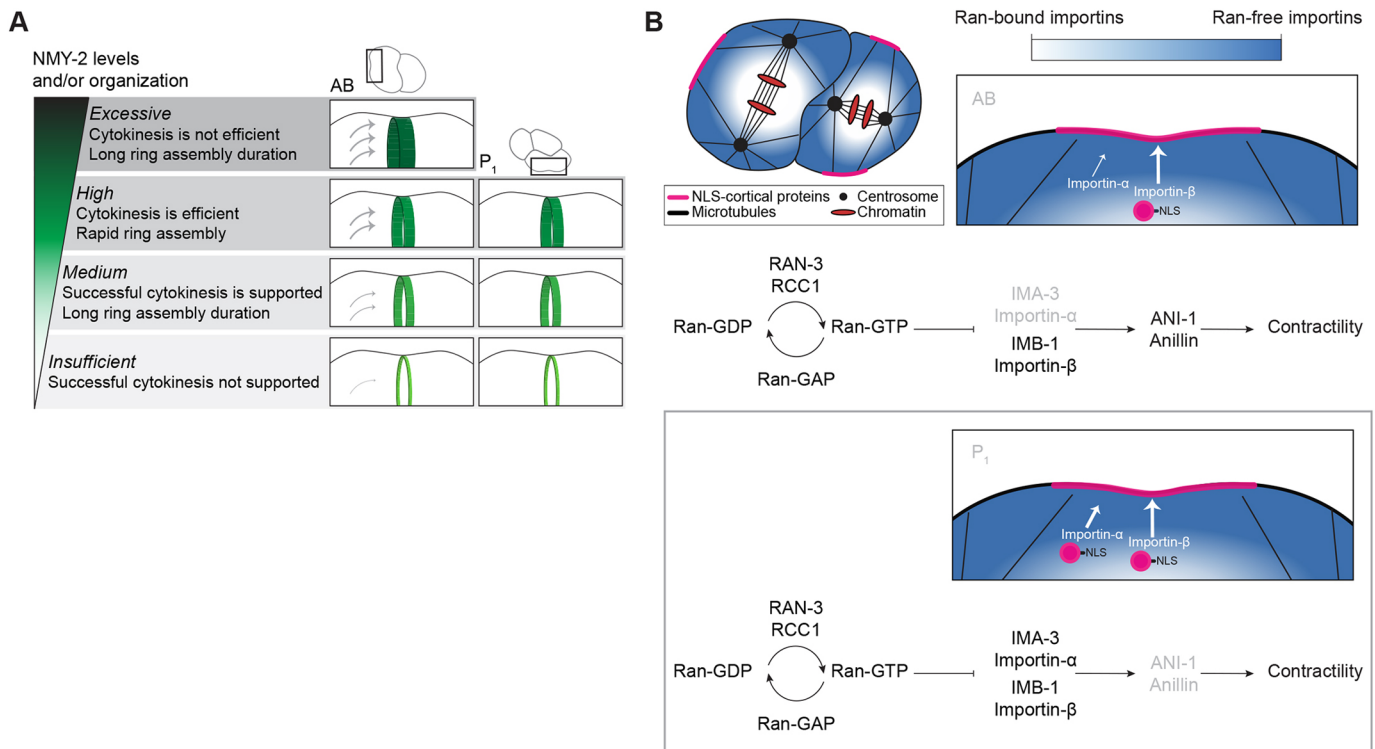 A
NMY-2 levels
and/or organization
AB
P1
Excessive
Cytokinesis is not efficient
Long ring assembly duration
High
Cytokinesis is efficient
Rapid ring assembly
Medium
Successful cytokinesis is supported
Long ring assembly duration
Insufficient
Successful cytokinesis not supported
B
NLS-cortical proteins
Centrosome
Microtubules
Chromatin
Ran-bound importins
Ran-free importins
AB
Importin-α
Importin-β
NLS
RAN-3
RCC1
Ran-GDP
Ran-GTP
Ran-GAP
IMA-3
Importin-α
IMB-1
Importin-β
ANI-1
Anillin
Contractility
P1
Importin-α
Importin-β
NLS
NLS
RAN-3
RCC1
Ran-GDP
Ran-GTP
Ran-GAP
IMA-3
Importin-α
IMB-1
Importin-β
ANI-1
Anillin
Contractility